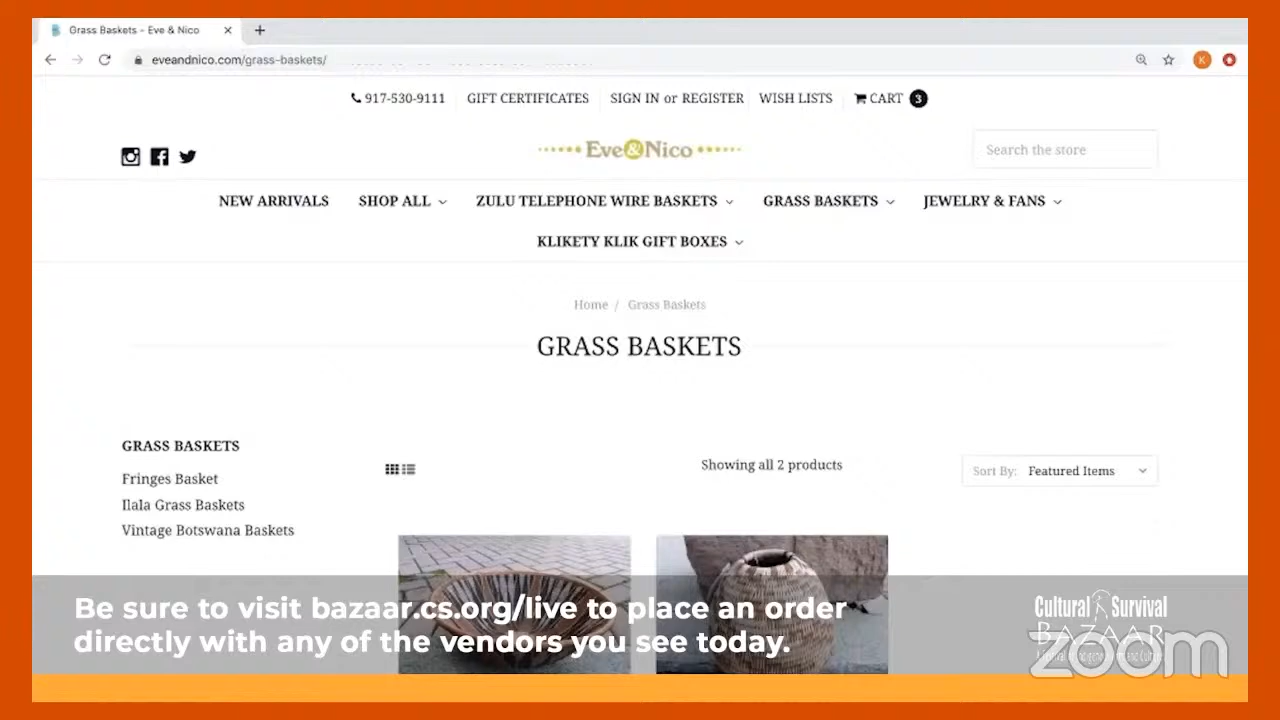 Grass Baskets - Eve & Nico
eveandnico.com/grass-baskets/
K
917-530-9111 GIFT CERTIFICATES SIGN IN or REGISTER WISH LISTS CART 3
Eve&Nico
Search the store
NEW ARRIVALS SHOP ALL ZULU TELEPHONE WIRE BASKETS GRASS BASKETS JEWELRY & FANS
KLIKETY KLIK GIFT BOXES
Home / Grass Baskets
GRASS BASKETS
GRASS BASKETS
Fringes Basket
Ilala Grass Baskets
Vintage Botswana Baskets
Showing all 2 products
Sort By: Featured Items
Be sure to visit bazaar.cs.org/live to place an order
directly with any of the vendors you see today.
Cultural Survival
BAZAAR
zoom